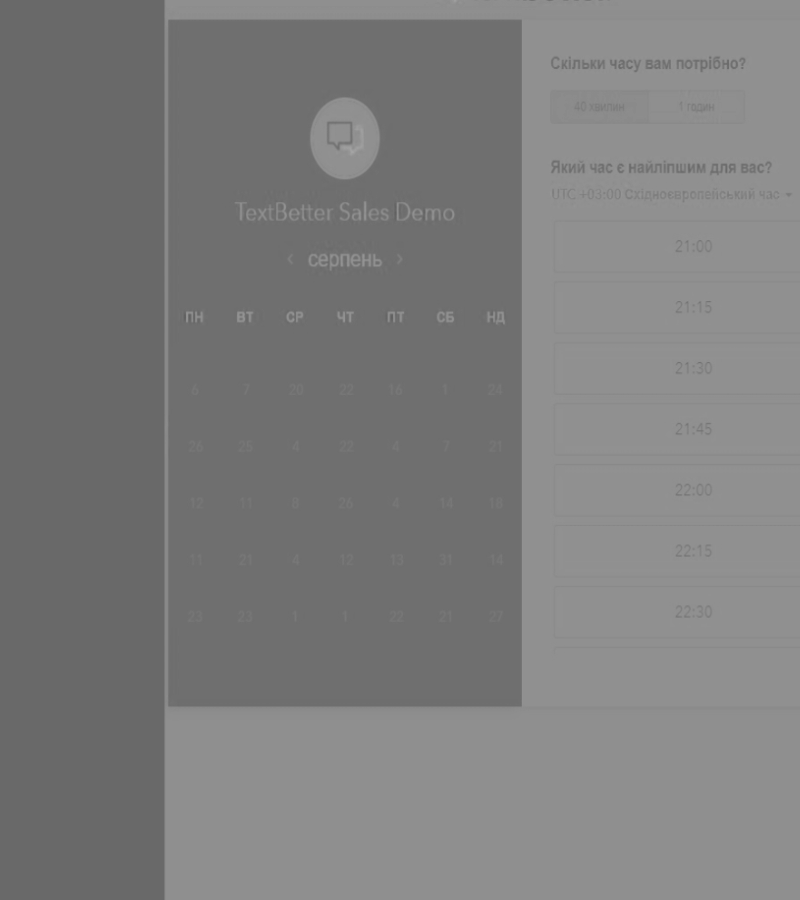 TextBetter Sales Demo
‹ серпень ›
ПН ВТ СР ЧТ ПТ СБ НД
6 7 20 22 16 1 24
26 25 4 22 4 7 21
12 11 8 26 4 14 18
11 21 4 12 13 31 14
23 23 1 1 22 21 27
Скільки часу вам потрібно?
40 хвилин 1 годин
Який час є найліпшим для вас?
UTC +03:00 Східноєвропейський час
21:00
21:15
21:30
21:45
22:00
22:15
22:30